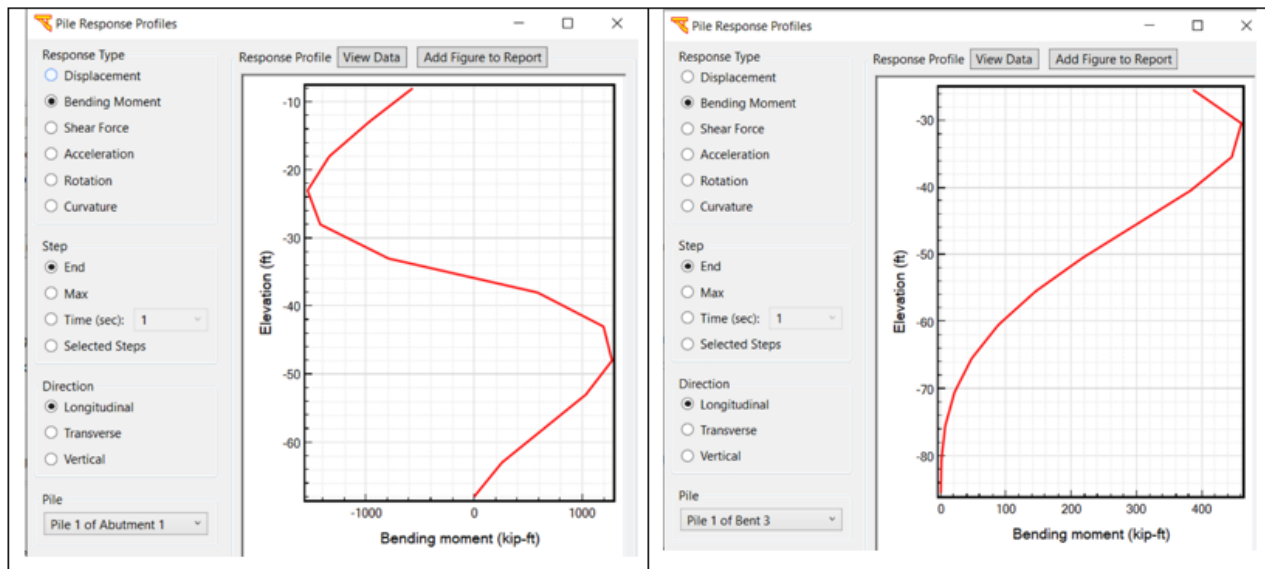 Pile Response Profiles
Response Type
Displacement
Bending Moment
Shear Force
Acceleration
Rotation
Curvature
Step
End
Max
Time (sec): 1
Selected Steps
Direction
Longitudinal
Transverse
Vertical
Pile
Pile 1 of Abutment 1
Response Profile View Data Add Figure to Report
-10
-20
-30
-40
-50
-60
Elevation (ft)
-1000 0 1000
Bending moment (kip-ft)
Pile Response Profiles
Response Type
Displacement
Bending Moment
Shear Force
Acceleration
Rotation
Curvature
Step
End
Max
Time (sec): 1
Selected Steps
Direction
Longitudinal
Transverse
Vertical
Pile
Pile 1 of Bent 3
Response Profile View Data Add Figure to Report
-30
-40
-50
-60
-70
-80
Elevation (ft)
0 100 200 300 400
Bending moment (kip-ft)